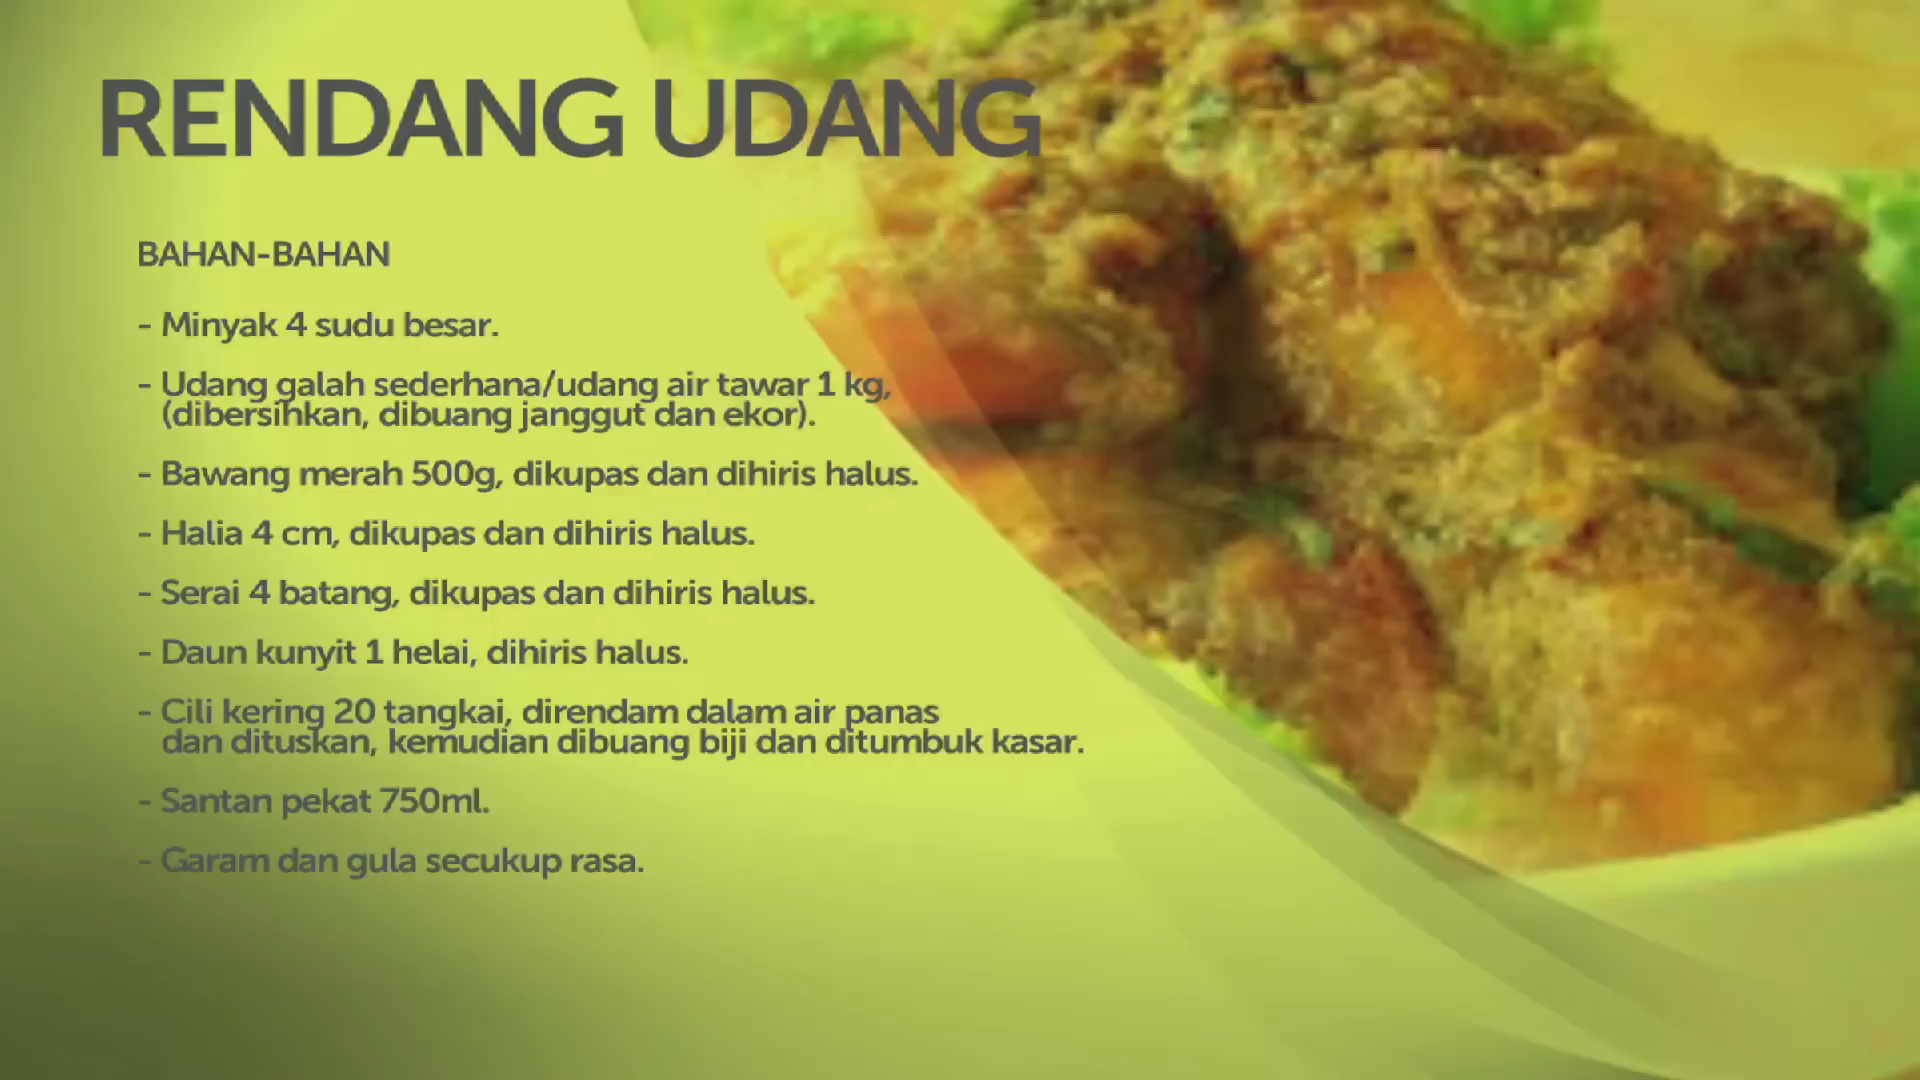 RENDANG UDANG
BAHAN-BAHAN
- Minyak 4 sudu besar.
- Udang galah sederhana/udang air tawar 1 kg,
(dibersihkan, dibuang janggut dan ekor).
- Bawang merah 500g, dikupas dan dihiris halus.
- Halia 4 cm, dikupas dan dihiris halus.
- Serai 4 batang, dikupas dan dihiris halus.
- Daun kunyit 1 helai, dihiris halus.
- Cili kering 20 tangkai, direndam dalam air panas
dan dituskan, kemudian dibuang biji dan ditumbuk kasar.
- Santan pekat 750ml.
- Garam dan gula secukup rasa.